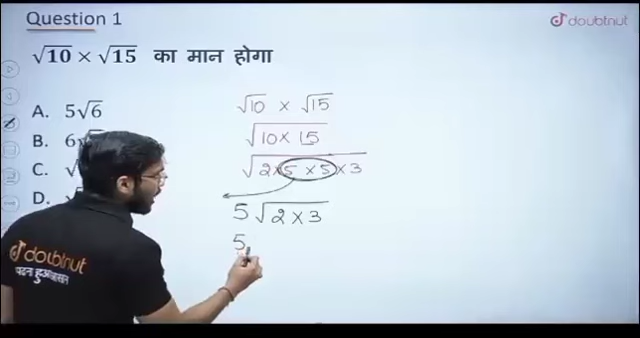 Question 1
doubtnut
√10 × √15 का मान होगा
A. 5√6
B. 6√
C. √
D.
√10 × √15
√10 × 15
√2 × 5 × 5 × 3
5 √2 × 3
5
doubtnut
पढ़ना हुआ आसान